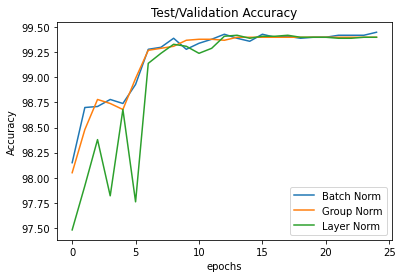 Test/Validation Accuracy
99.50
99.25
99.00
98.75
98.50
98.25
98.00
97.75
97.50
Accuracy
Batch Norm
Group Norm
Layer Norm
0 5 10 15 20 25
epochs